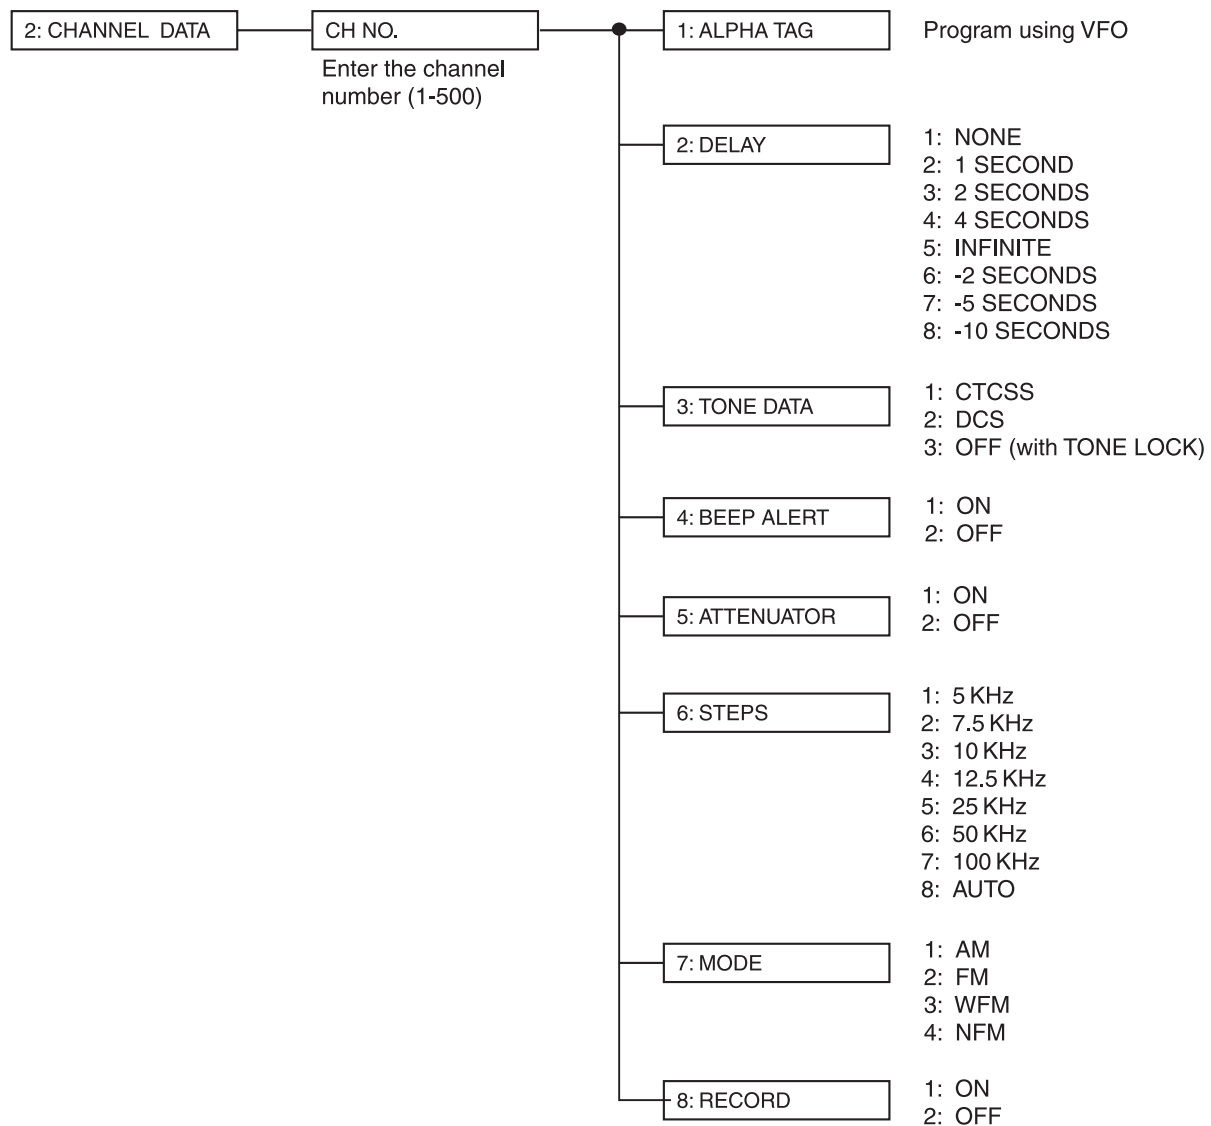 2: CHANNEL DATA
CH NO.
Enter the channel
number (1-500)
1: ALPHA TAG
Program using VFO
2: DELAY
1: NONE
2: 1 SECOND
3: 2 SECONDS
4: 4 SECONDS
5: INFINITE
6: -2 SECONDS
7: -5 SECONDS
8: -10 SECONDS
3: TONE DATA
1: CTCSS
2: DCS
3: OFF (with TONE LOCK)
4: BEEP ALERT
1: ON
2: OFF
5: ATTENUATOR
1: ON
2: OFF
6: STEPS
1: 5 KHz
2: 7.5 KHz
3: 10 KHz
4: 12.5 KHz
5: 25 KHz
6: 50 KHz
7: 100 KHz
8: AUTO
7: MODE
1: AM
2: FM
3: WFM
4: NFM
8: RECORD
1: ON
2: OFF